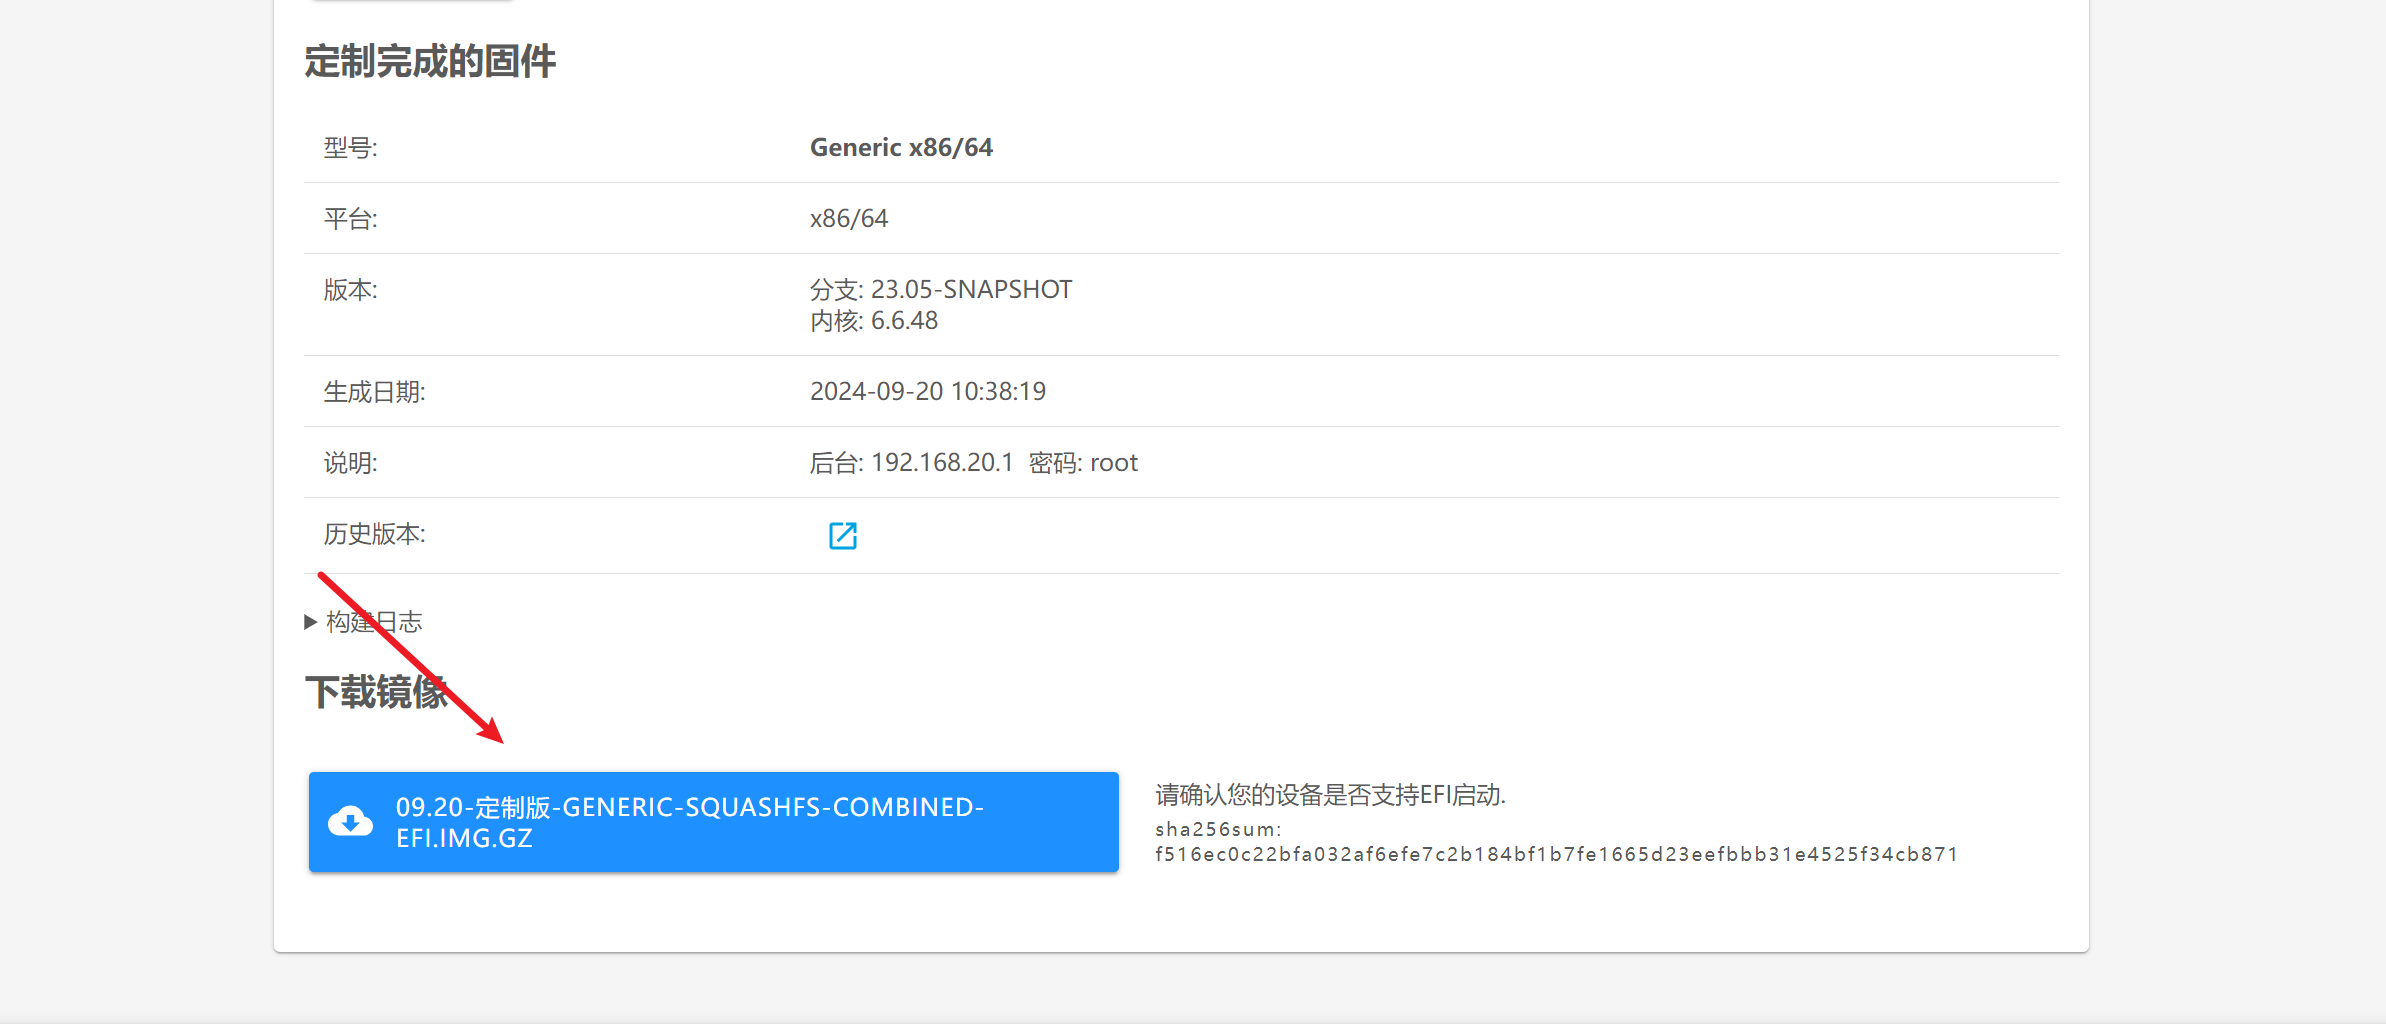 定制完成的固件
型号:
Generic x86/64
平台:
x86/64
版本:
分支: 23.05-SNAPSHOT
内核: 6.6.48
生成日期:
2024-09-20 10:38:19
说明:
后台: 192.168.20.1 密码: root
历史版本:
构建日志
下载镜像
09.20-定制版-GENERIC-SQUASHFS-COMBINED-
EFI.IMG.GZ
请确认您的设备是否支持EFI启动.
sha256sum:
f516ec0c22bfa032af6efe7c2b184bf1b7fe1665d23eefbbb31e4525f34cb871